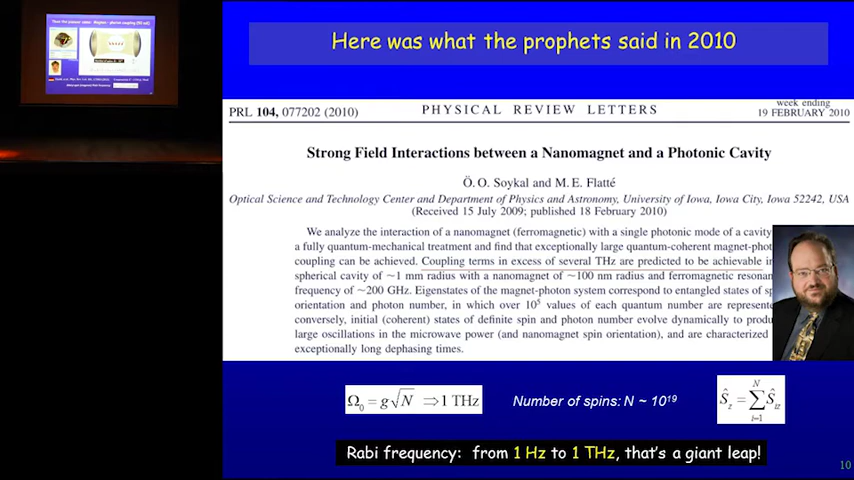 Here was what the prophets said in 2010
PRL 104, 077202 (2010)
PHYSICAL REVIEW LETTERS
week ending
19 FEBRUARY 2010
Strong Field Interactions between a Nanomagnet and a Photonic Cavity
Ö. O. Soykal and M. E. Flatté
Optical Science and Technology Center and Department of Physics and Astronomy, University of Iowa, Iowa City, Iowa 52242, USA
(Received 15 July 2009; published 18 February 2010)
We analyze the interaction of a nanomagnet (ferromagnetic) with a single photonic mode of a cavity
a fully quantum-mechanical treatment and find that exceptionally large quantum-coherent magnet-phot
coupling can be achieved. Coupling terms in excess of several THz are predicted to be achievable in
spherical cavity of ~1 mm radius with a nanomagnet of ~100 nm radius and ferromagnetic resonan
frequency of ~200 GHz. Eigenstates of the magnet-photon system correspond to entangled states of sp
orientation and photon number, in which over 10⁵ values of each quantum number are represente
conversely, initial (coherent) states of definite spin and photon number evolve dynamically to produ
large oscillations in the microwave power (and nanomagnet spin orientation), and are characterized
exceptionally long dephasing times.
Ω₀ = g√N ⇒ 1 THz
Number of spins: N ~ 10¹⁹
Ŝ_z = ∑_{i=1}^{N} Ŝ_{iz}
Rabi frequency: from 1 Hz to 1 THz, that's a giant leap!
10